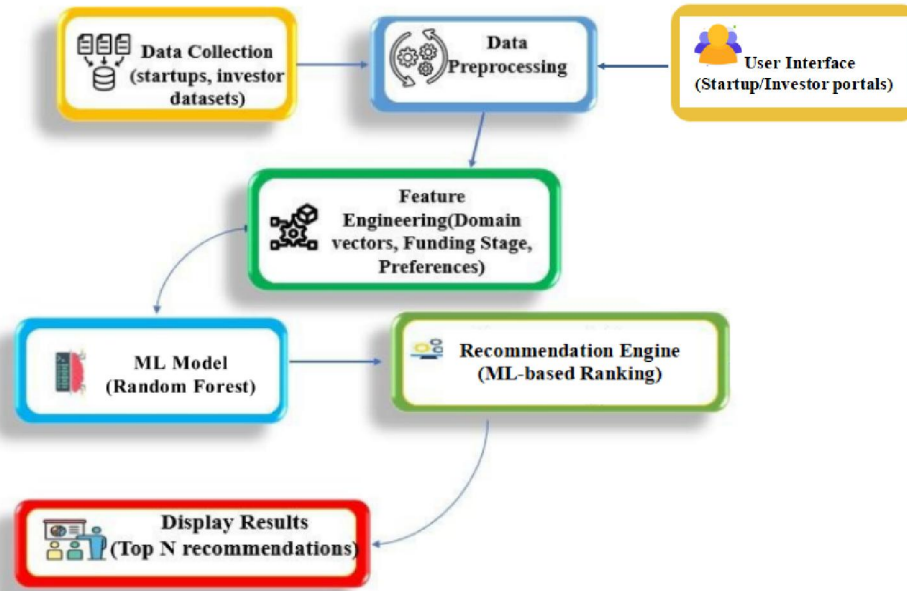 Data Collection
(startups, investor
datasets)
Data
Preprocessing
User Interface
(Startup/Investor portals)
Feature
Engineering(Domain
vectors, Funding Stage,
Preferences)
ML Model
(Random Forest)
Recommendation Engine
(ML-based Ranking)
Display Results
(Top N recommendations)